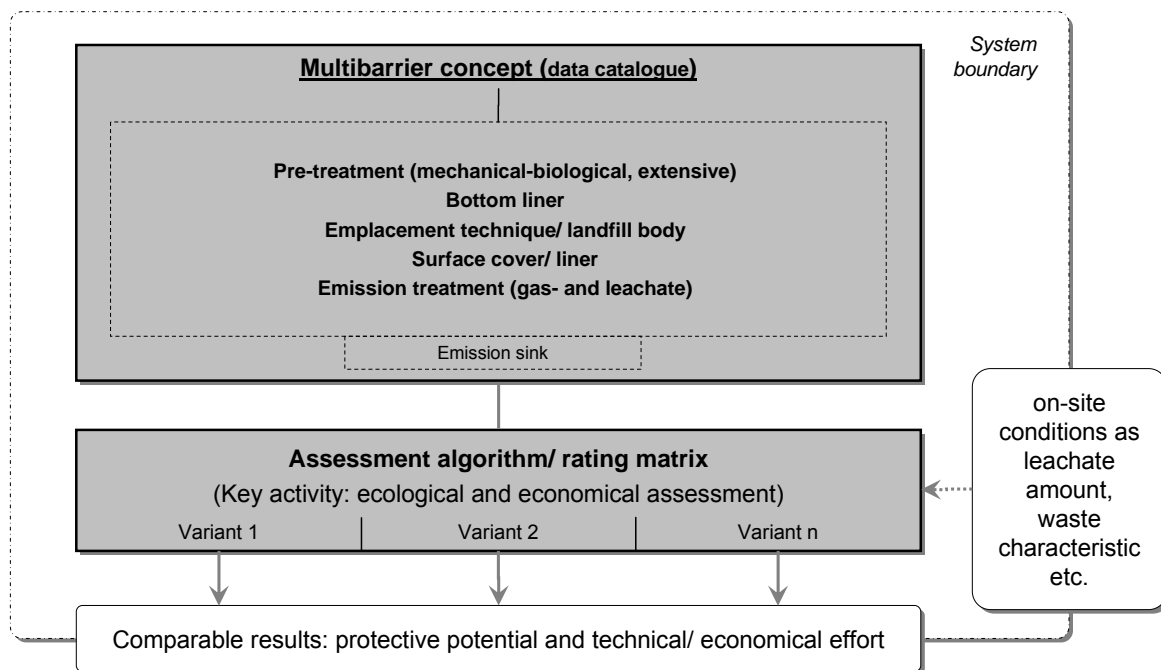 System
boundary
Multibarrier concept (data catalogue)
Pre-treatment (mechanical-biological, extensive)
Bottom liner
Emplacement technique/ landfill body
Surface cover/ liner
Emission treatment (gas- and leachate)
Emission sink
on-site
conditions as
leachate
amount,
waste
characteristic
etc.
Assessment algorithm/ rating matrix
(Key activity: ecological and economical assessment)
Variant 1 Variant 2 Variant n
Comparable results: protective potential and technical/ economical effort